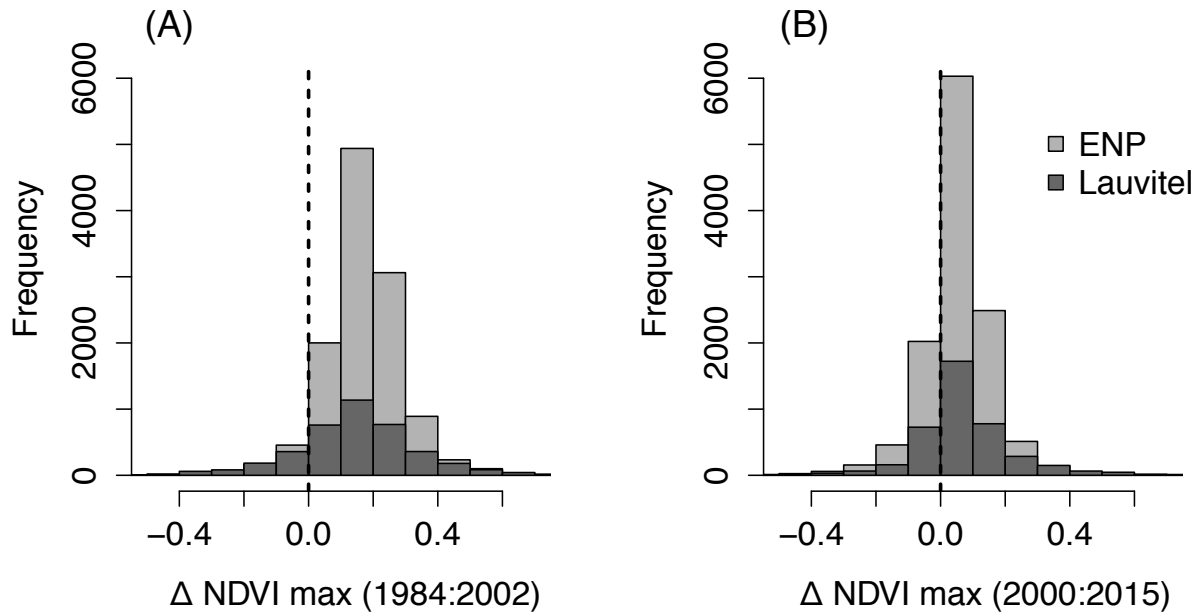 (A)
Frequency
0
2000
4000
6000
−0.4
0.0
0.4
Δ NDVI max (1984:2002)
(B)
Frequency
0
2000
4000
6000
ENP
Lauvitel
−0.4
0.0
0.4
Δ NDVI max (2000:2015)